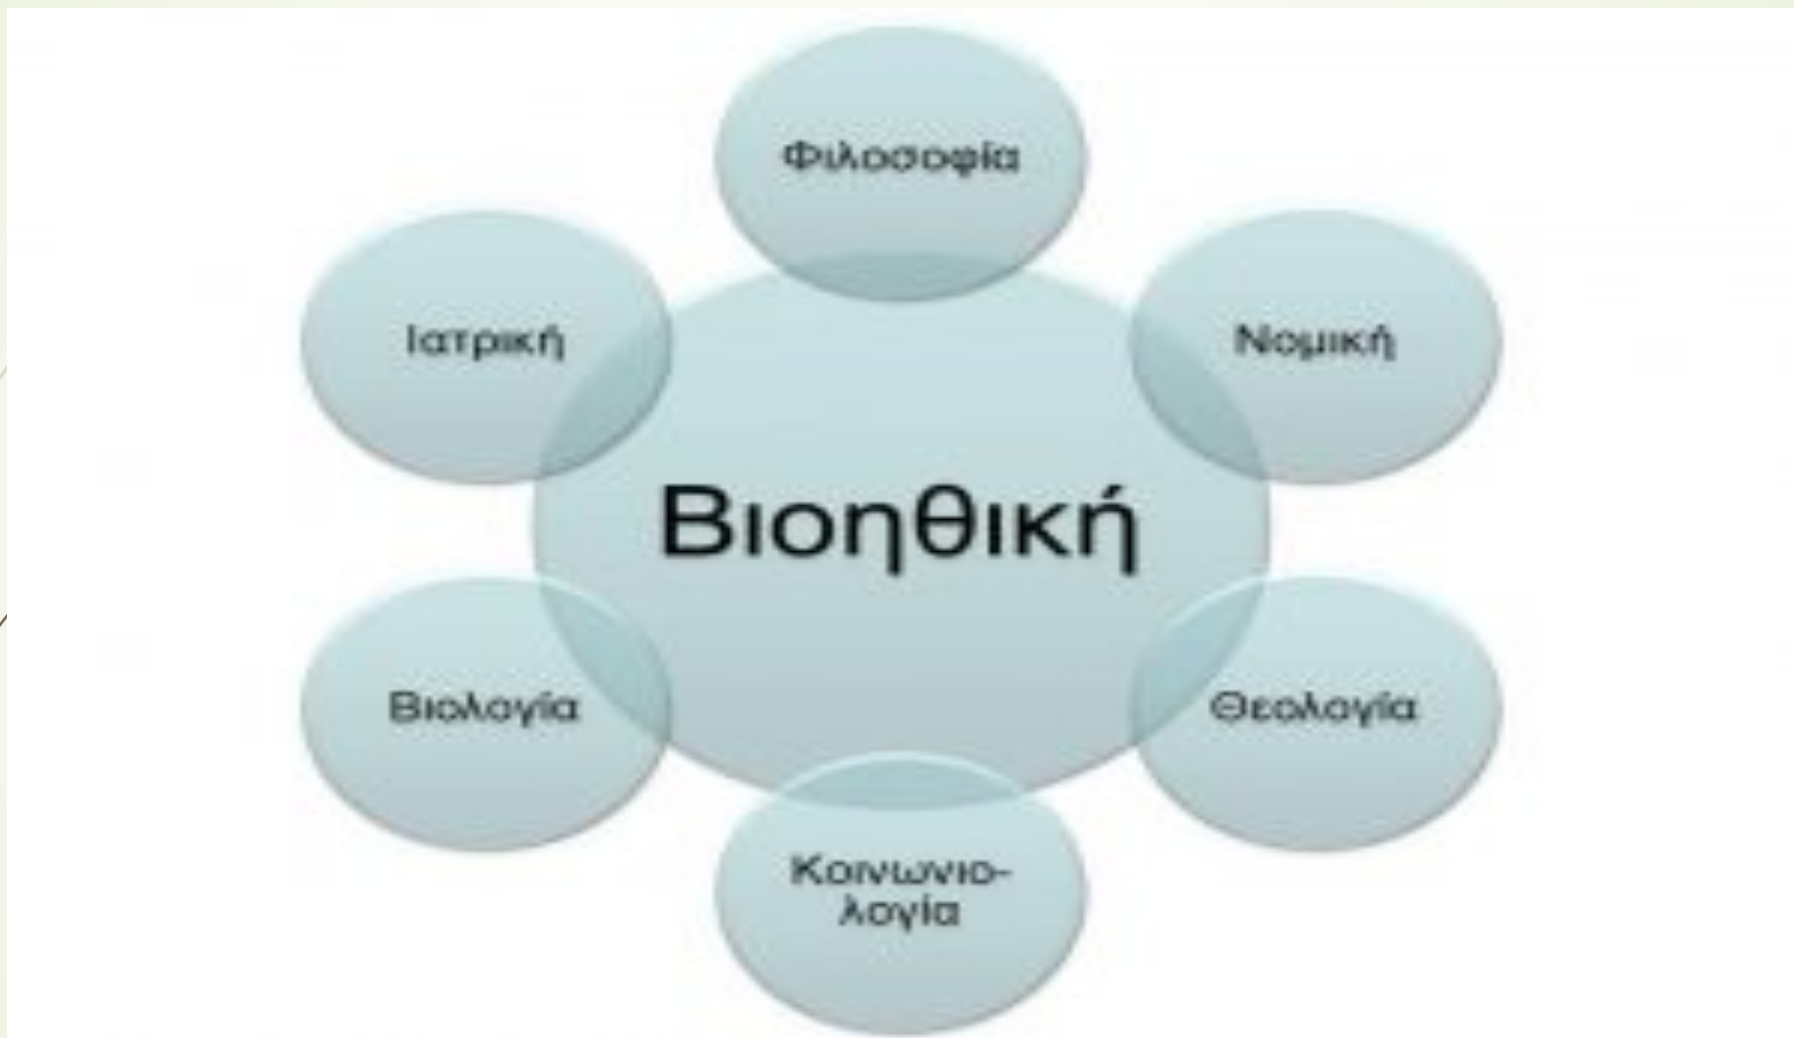 Φιλοσοφία
Ιατρική
Νομική
Βιοηθική
Βιολογία
Θεολογία
Κοινωνιο-
λογία